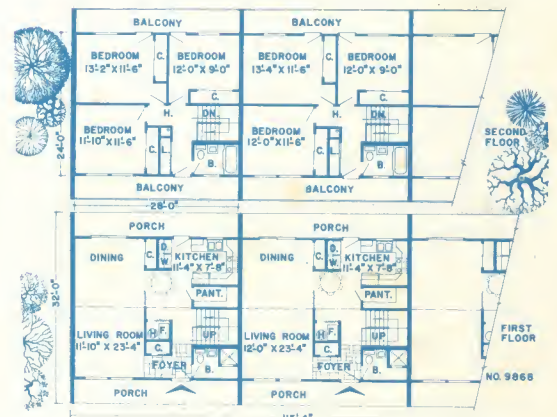 BALCONY
BALCONY
BEDROOM
13'-2" X 11'-6"
C.
BEDROOM
12'-0" X 9'-0"
BEDROOM
13'-4" X 11'-6"
C.
BEDROOM
12'-0" X 9'-0"
C.
C.
H.
DN.
H.
DN.
BEDROOM
11'-10" X 11'-6"
C.
L.
B.
BEDROOM
12'-0" X 11'-6"
C.
L.
B.
24'-0"
SECOND
FLOOR
BALCONY
BALCONY
28'-0"
PORCH
PORCH
DINING
C.
D.
W.
KITCHEN
11'-4" X 7'-8"
DINING
C.
D.
W.
KITCHEN
11'-4" X 7'-8"
32'-0"
PANT.
PANT.
LIVING ROOM
11'-10" X 23'-4"
H
F.
C.
UP
LIVING ROOM
12'-0" X 23'-4"
H
F.
C.
UP
FIRST
FLOOR
FOYER
B.
FOYER
B.
NO. 9868
PORCH
PORCH